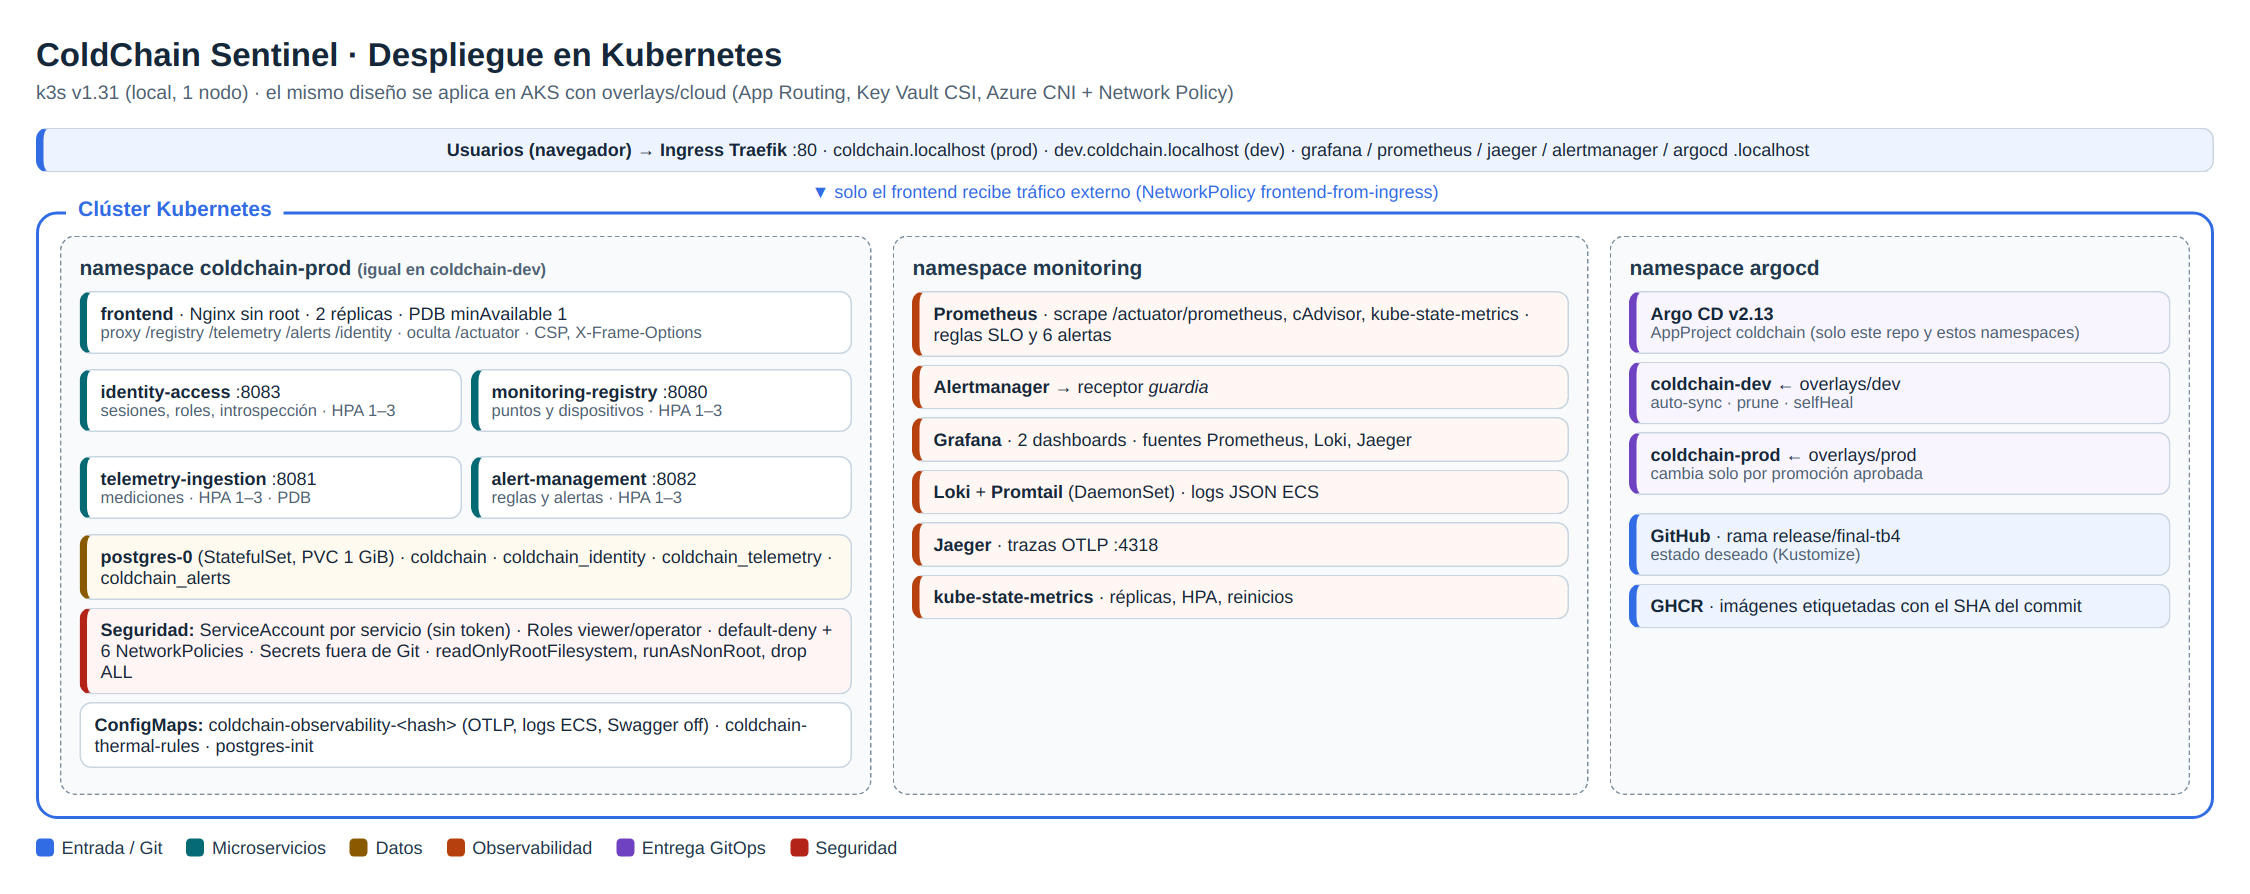 ColdChain Sentinel · Despliegue en Kubernetes
k3s v1.31 (local, 1 nodo) · el mismo diseño se aplica en AKS con overlays/cloud (App Routing, Key Vault CSI, Azure CNI + Network Policy)
Usuarios (navegador) → Ingress Traefik :80 · coldchain.localhost (prod) · dev.coldchain.localhost (dev) · grafana / prometheus / jaeger / alertmanager / argocd .localhost
▼ solo el frontend recibe tráfico externo (NetworkPolicy frontend-from-ingress)
Clúster Kubernetes
namespace coldchain-prod (igual en coldchain-dev)
frontend · Nginx sin root · 2 réplicas · PDB minAvailable 1
proxy /registry /telemetry /alerts /identity · oculta /actuator · CSP, X-Frame-Options
identity-access :8083
sesiones, roles, introspección · HPA 1–3
monitoring-registry :8080
puntos y dispositivos · HPA 1–3
telemetry-ingestion :8081
mediciones · HPA 1–3 · PDB
alert-management :8082
reglas y alertas · HPA 1–3
postgres-0 (StatefulSet, PVC 1 GiB) · coldchain · coldchain_identity · coldchain_telemetry ·
coldchain_alerts
Seguridad: ServiceAccount por servicio (sin token) · Roles viewer/operator · default-deny +
6 NetworkPolicies · Secrets fuera de Git · readOnlyRootFilesystem, runAsNonRoot, drop
ALL
ConfigMaps: coldchain-observability-<hash> (OTLP, logs ECS, Swagger off) · coldchain-
thermal-rules · postgres-init
namespace monitoring
Prometheus · scrape /actuator/prometheus, cAdvisor, kube-state-metrics ·
reglas SLO y 6 alertas
Alertmanager → receptor guardia
Grafana · 2 dashboards · fuentes Prometheus, Loki, Jaeger
Loki + Promtail (DaemonSet) · logs JSON ECS
Jaeger · trazas OTLP :4318
kube-state-metrics · réplicas, HPA, reinicios
namespace argocd
Argo CD v2.13
AppProject coldchain (solo este repo y estos namespaces)
coldchain-dev ← overlays/dev
auto-sync · prune · selfHeal
coldchain-prod ← overlays/prod
cambia solo por promoción aprobada
GitHub · rama release/final-tb4
estado deseado (Kustomize)
GHCR · imágenes etiquetadas con el SHA del commit
Entrada / Git
Microservicios
Datos
Observabilidad
Entrega GitOps
Seguridad